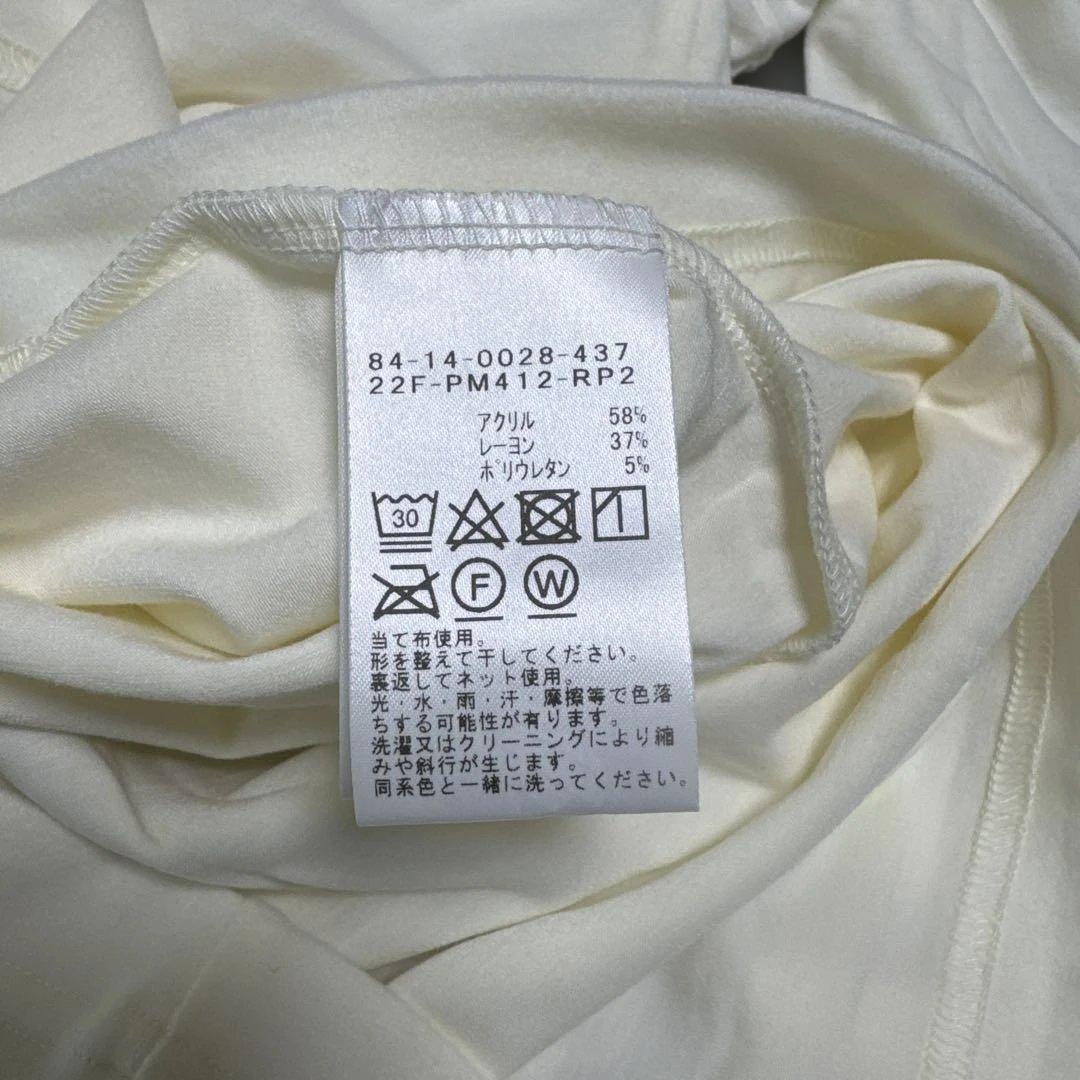 84-14-0028-437
22F-PM412-RP2
アクリル 58%
レーヨン 37%
ポリウレタン 5%
30
F W
当て布使用。
形を整えて干してください。
裏返してネット使用。
光・水・雨・汗・摩擦等で色落
ちする可能性が有ります。
洗濯又はクリーニングにより縮
みや斜行が生じます。
同系色と一緒に洗ってください。